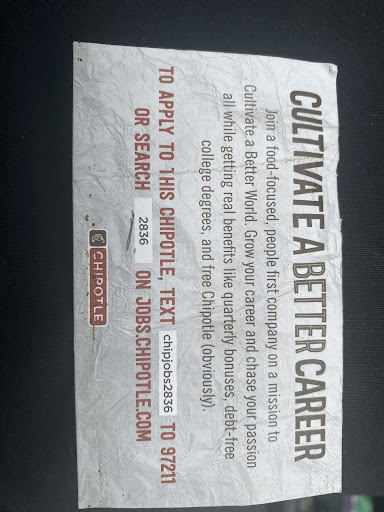 CULTIVATE A BETTER CAREER
Join a food-focused, people first company on a mission to
Cultivate a Better World. Grow your career and chase your passion
all while getting real benefits like quarterly bonuses, debt-free
college degrees, and free Chipotle (obviously).
TO APPLY TO THIS CHIPOTLE, TEXT chipjobs2836 TO 97211
OR SEARCH 2836 ON JOBS.CHIPOTLE.COM
CHIPOTLE